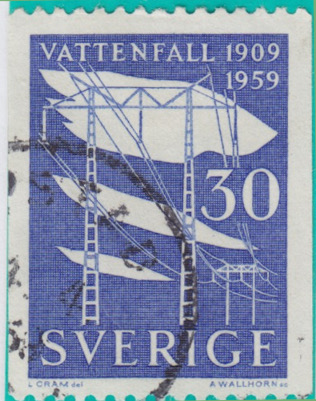 VATTENFALL 1909
1959
30
SVERIGE
L CRAM del A WALLHORN sc